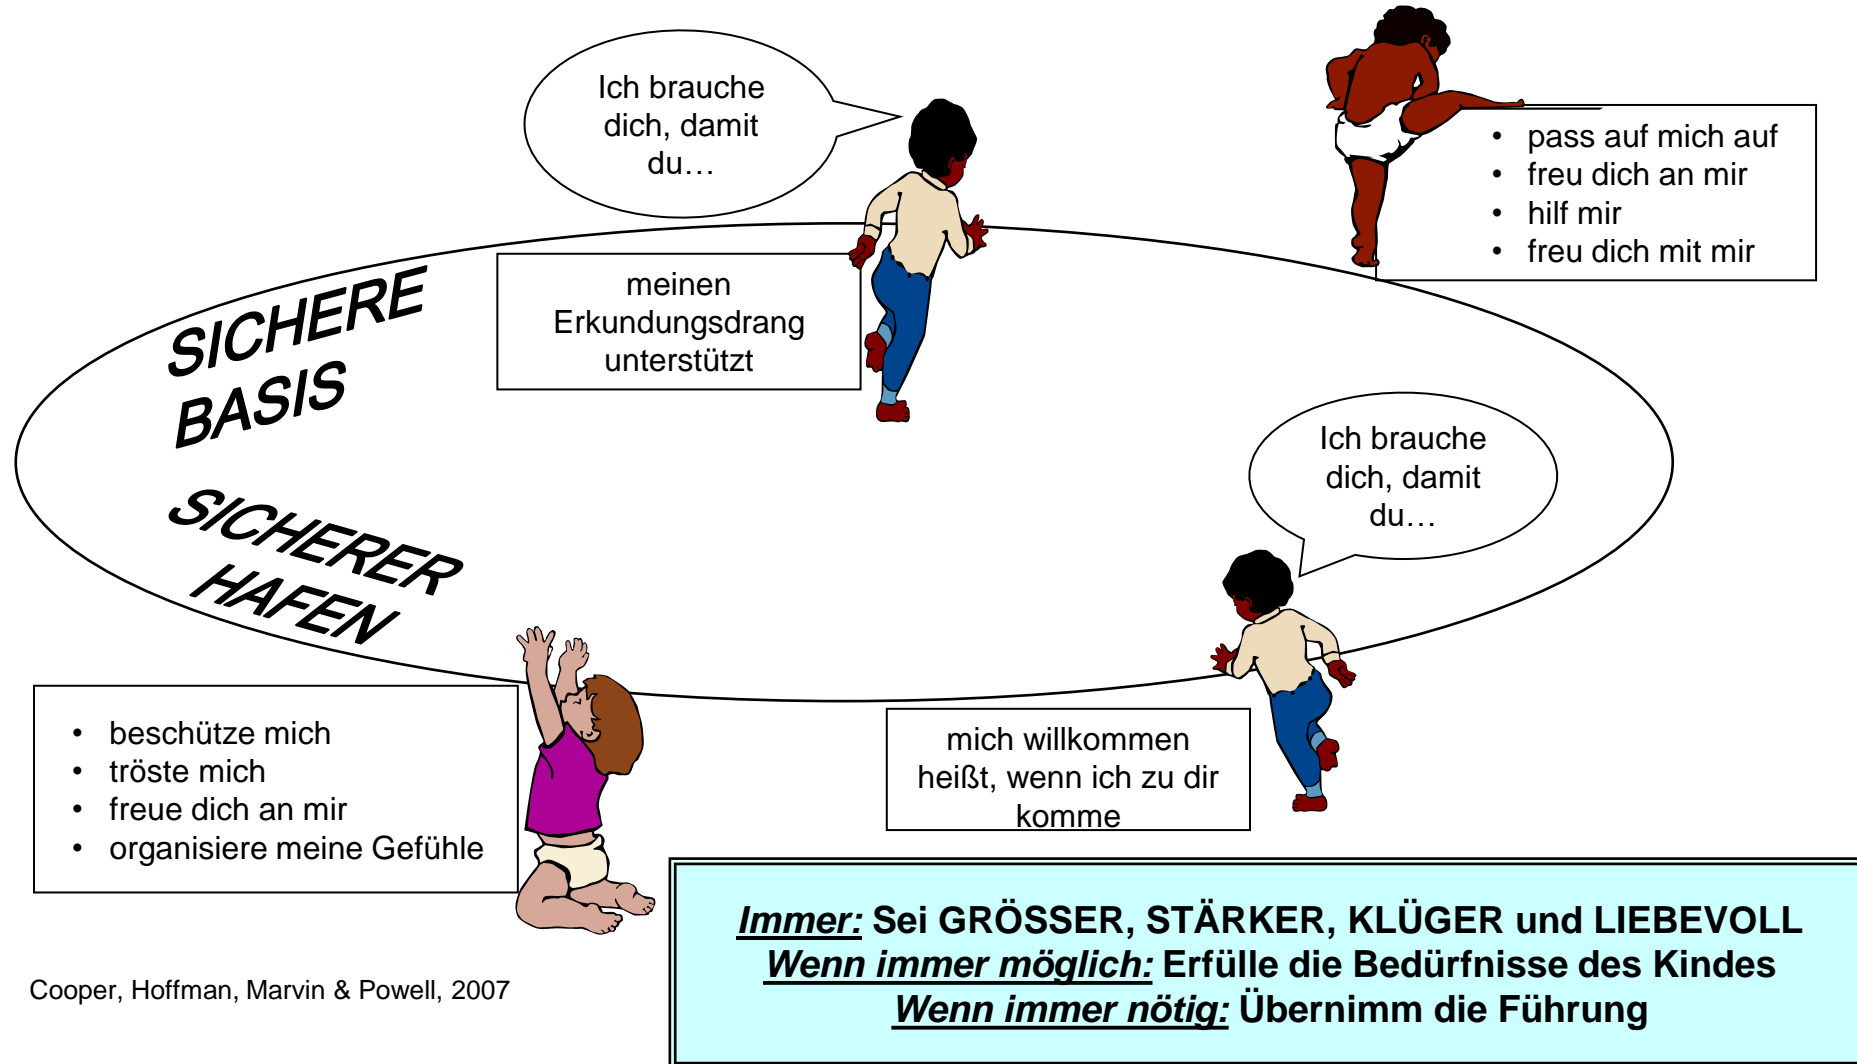 Ich brauche
dich, damit
du…
• pass auf mich auf
• freu dich an mir
• hilf mir
• freu dich mit mir
meinen
Erkundungsdrang
unterstützt
SICHERE
BASIS
SICHERER
HAFEN
Ich brauche
dich, damit
du…
mich willkommen
heißt, wenn ich zu dir
komme
• beschütze mich
• tröste mich
• freue dich an mir
• organisiere meine Gefühle
Immer: Sei GRÖSSER, STÄRKER, KLÜGER und LIEBEVOLL
Wenn immer möglich: Erfülle die Bedürfnisse des Kindes
Wenn immer nötig: Übernimm die Führung
Cooper, Hoffman, Marvin & Powell, 2007